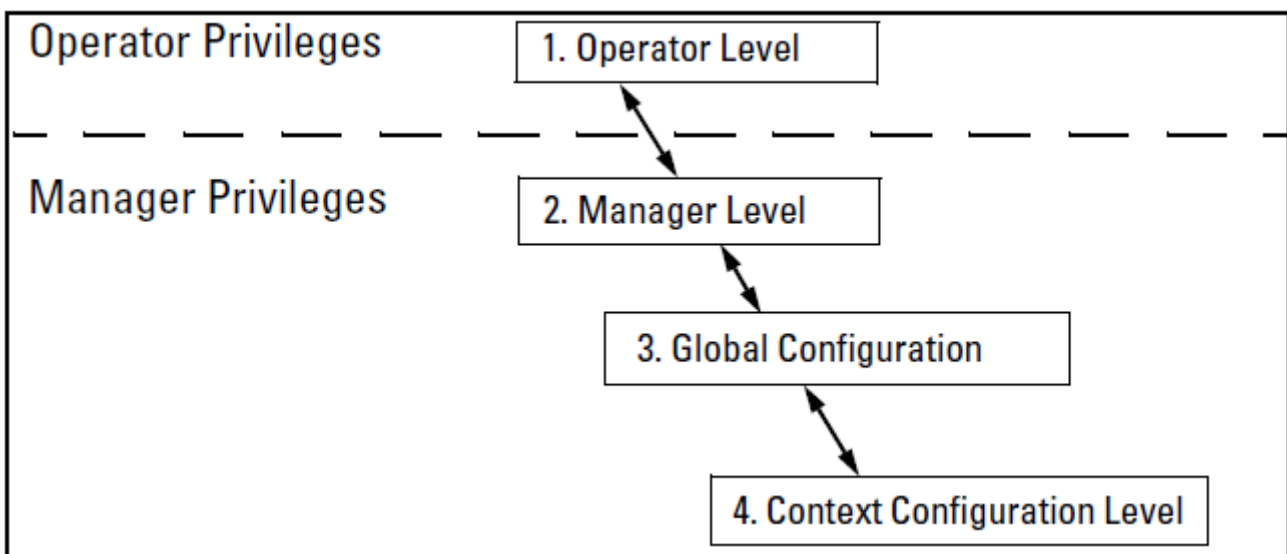 Operator Privileges
1. Operator Level
Manager Privileges
2. Manager Level
3. Global Configuration
4. Context Configuration Level